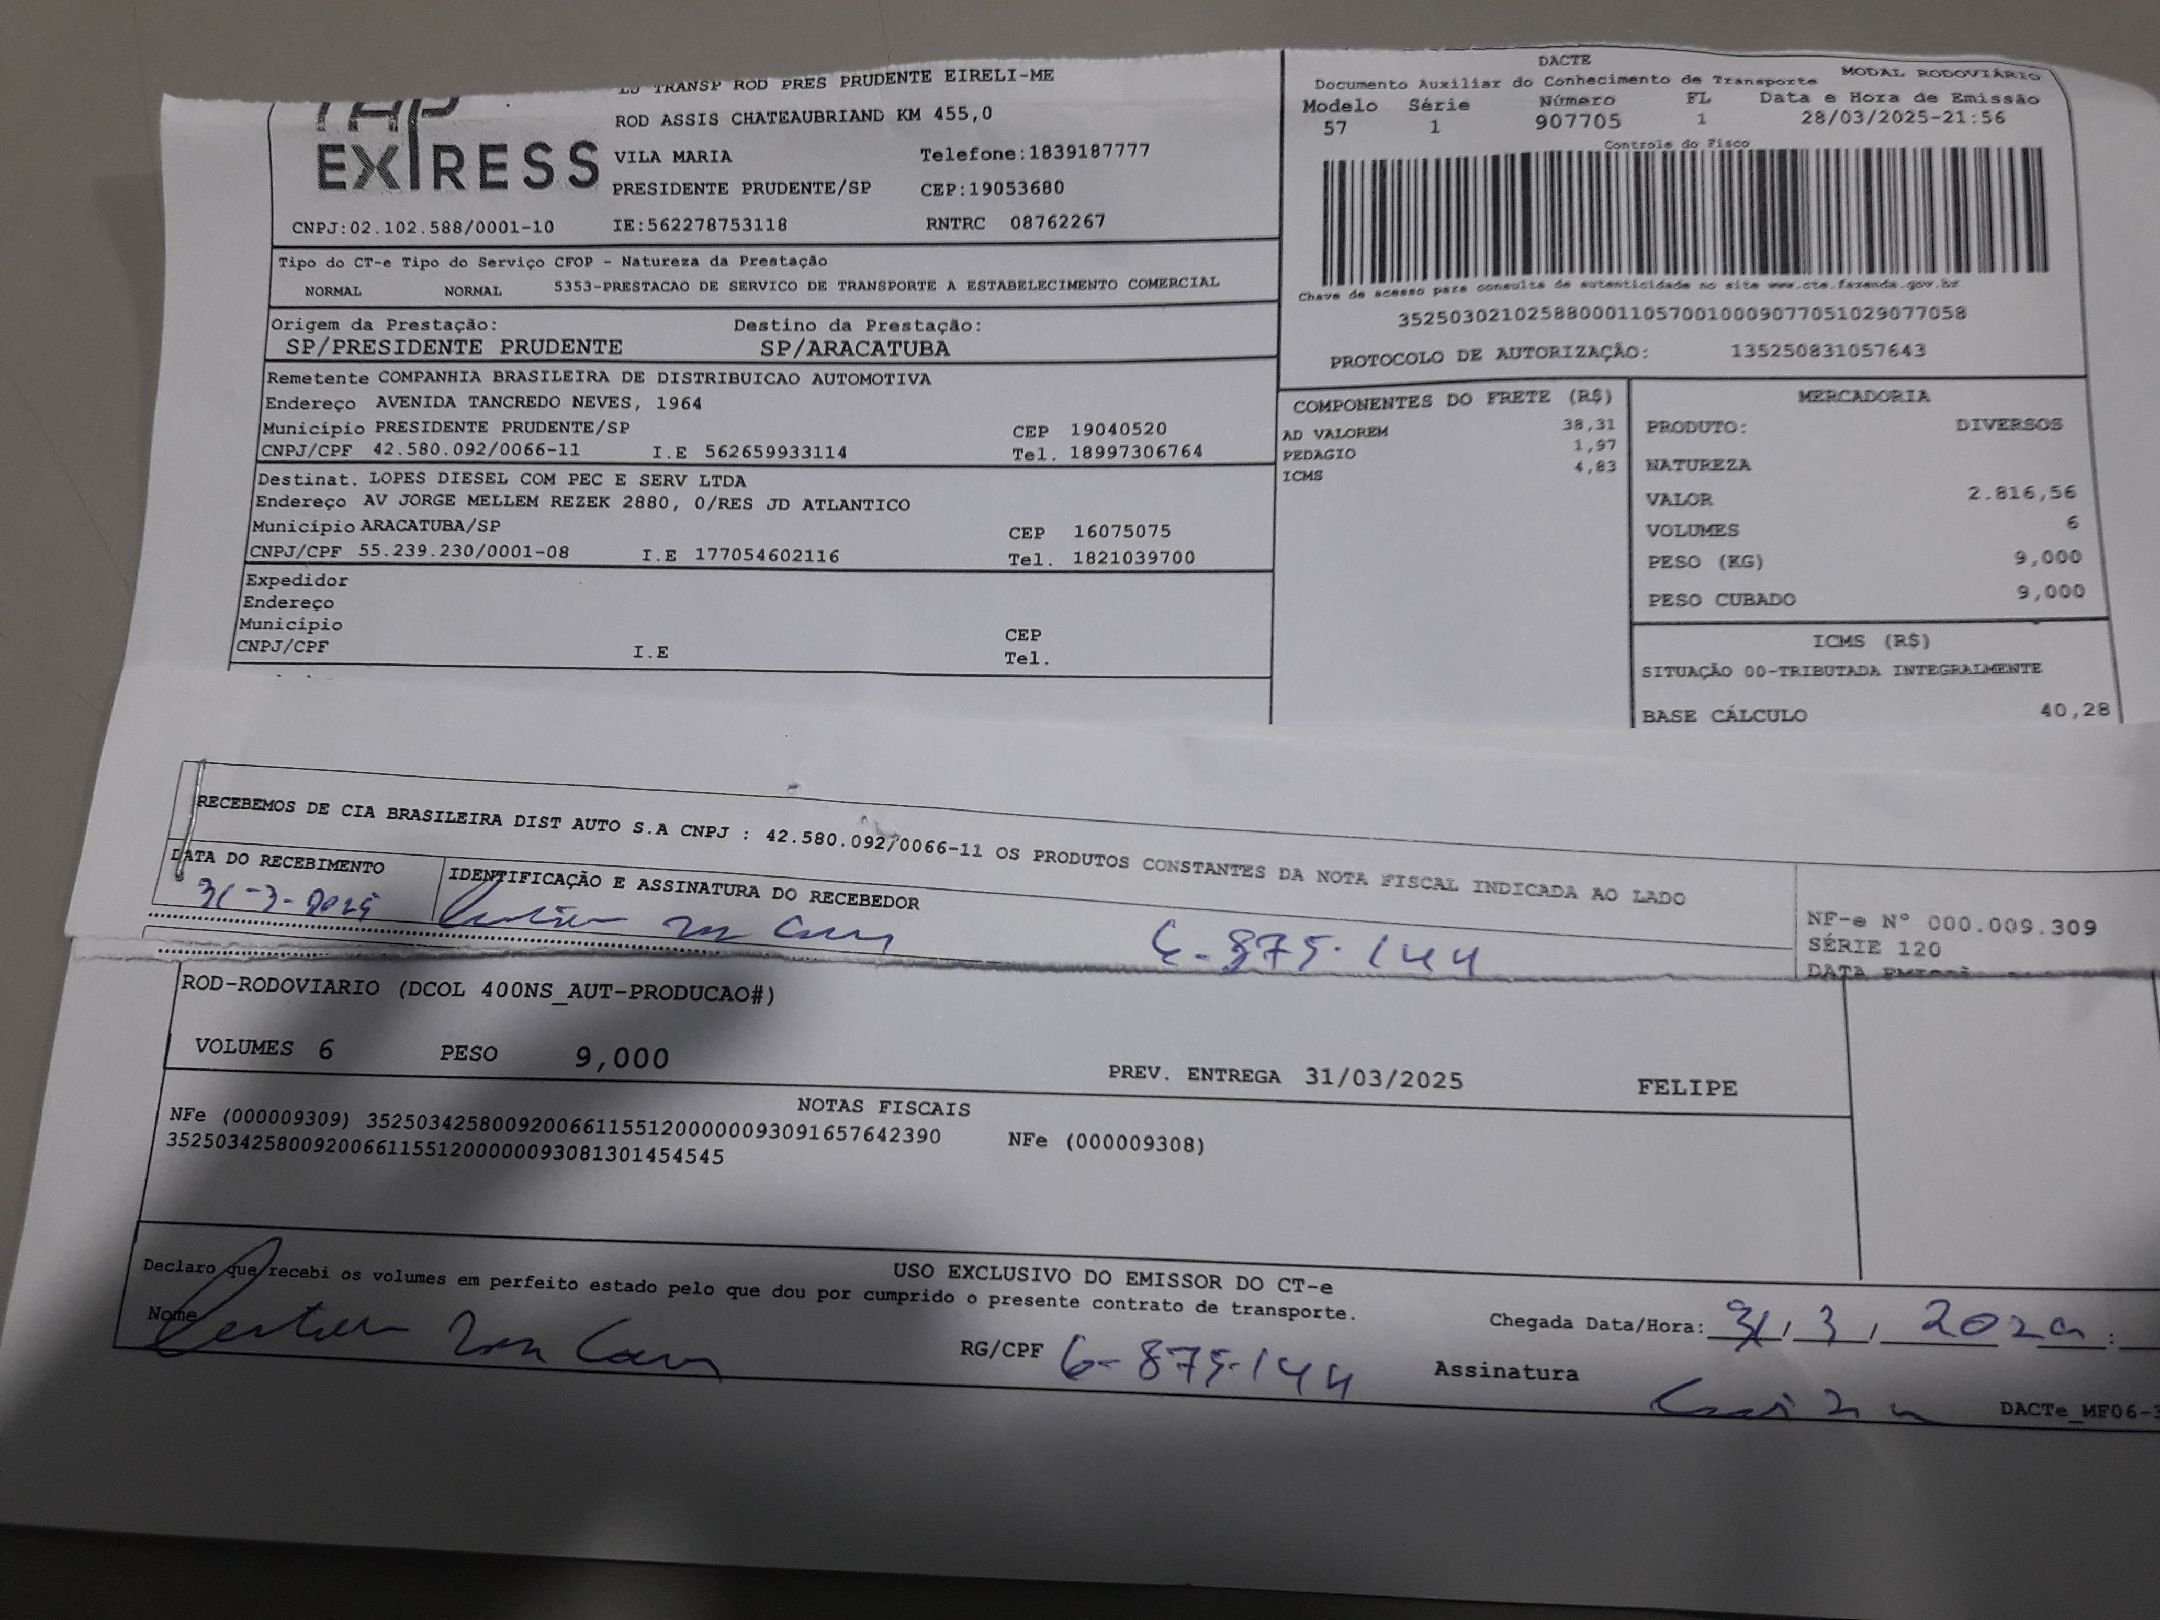 TRANSP ROD PRES PRUDENTE EIRELI-ME
ROD ASSIS CHATEAUBRIAND KM 455,0
EXPRESS
VILA MARIA Telefone:1839187777
PRESIDENTE PRUDENTE/SP CEP:19053680
CNPJ:02.102.588/0001-10 IE:562278753118 RNTRC 08762267
Tipo do CT-e Tipo do Serviço CFOP - Natureza da Prestação
NORMAL NORMAL 5353-PRESTACAO DE SERVICO DE TRANSPORTE A ESTABELECIMENTO COMERCIAL
Origem da Prestação: Destino da Prestação:
SP/PRESIDENTE PRUDENTE SP/ARACATUBA
Remetente COMPANHIA BRASILEIRA DE DISTRIBUICAO AUTOMOTIVA
Endereço AVENIDA TANCREDO NEVES, 1964
Município PRESIDENTE PRUDENTE/SP CEP 19040520
CNPJ/CPF 42.580.092/0066-11 I.E 562659933114 Tel. 18997306764
Destinat. LOPES DIESEL COM PEC E SERV LTDA
Endereço AV JORGE MELLEM REZEK 2880, 0/RES JD ATLANTICO
Município ARACATUBA/SP CEP 16075075
CNPJ/CPF 55.239.230/0001-08 I.E 177054602116 Tel. 1821039700
Expedidor
Endereço
Município CEP
CNPJ/CPF I.E Tel.
DACTE
Documento Auxiliar do Conhecimento de Transporte MODAL RODOVIÁRIO
Modelo Série Número FL Data e Hora de Emissão
57 1 907705 1 28/03/2025-21:56
Controle do Fisco
Chave de acesso para consulta de autenticidade no site www.cte.fazenda.gov.br
35250302102588000110570010009077051029077058
PROTOCOLO DE AUTORIZAÇÃO: 135250831057643
COMPONENTES DO FRETE (R$)
AD VALOREM 38,31
PEDAGIO 1,97
ICMS 4,83
MERCADORIA
PRODUTO: DIVERSOS
NATUREZA
VALOR 2.816,56
VOLUMES 6
PESO (KG) 9,000
PESO CUBADO 9,000
ICMS (R$)
SITUAÇÃO 00-TRIBUTADA INTEGRALMENTE
BASE CÁLCULO 40,28
RECEBEMOS DE CIA BRASILEIRA DIST AUTO S.A CNPJ : 42.580.092/0066-11 OS PRODUTOS CONSTANTES DA NOTA FISCAL INDICADA AO LADO
DATA DO RECEBIMENTO IDENTIFICAÇÃO E ASSINATURA DO RECEBEDOR
31-3-2025 6-875-144
NF-e Nº 000.009.309
SÉRIE 120
ROD-RODOVIARIO (DCOL 400NS_AUT-PRODUCAO#)
VOLUMES 6 PESO 9,000 PREV. ENTREGA 31/03/2025 FELIPE
NOTAS FISCAIS
NFe (000009309) 35250342580092006611551200000093091657642390 NFe (000009308)
35250342580092006611551200000093081301454545
USO EXCLUSIVO DO EMISSOR DO CT-e
Declaro que recebi os volumes em perfeito estado pelo que dou por cumprido o presente contrato de transporte.
Nome RG/CPF 6-875-144 Chegada Data/Hora: 31/3/
Assinatura
DACTe_MF06-3